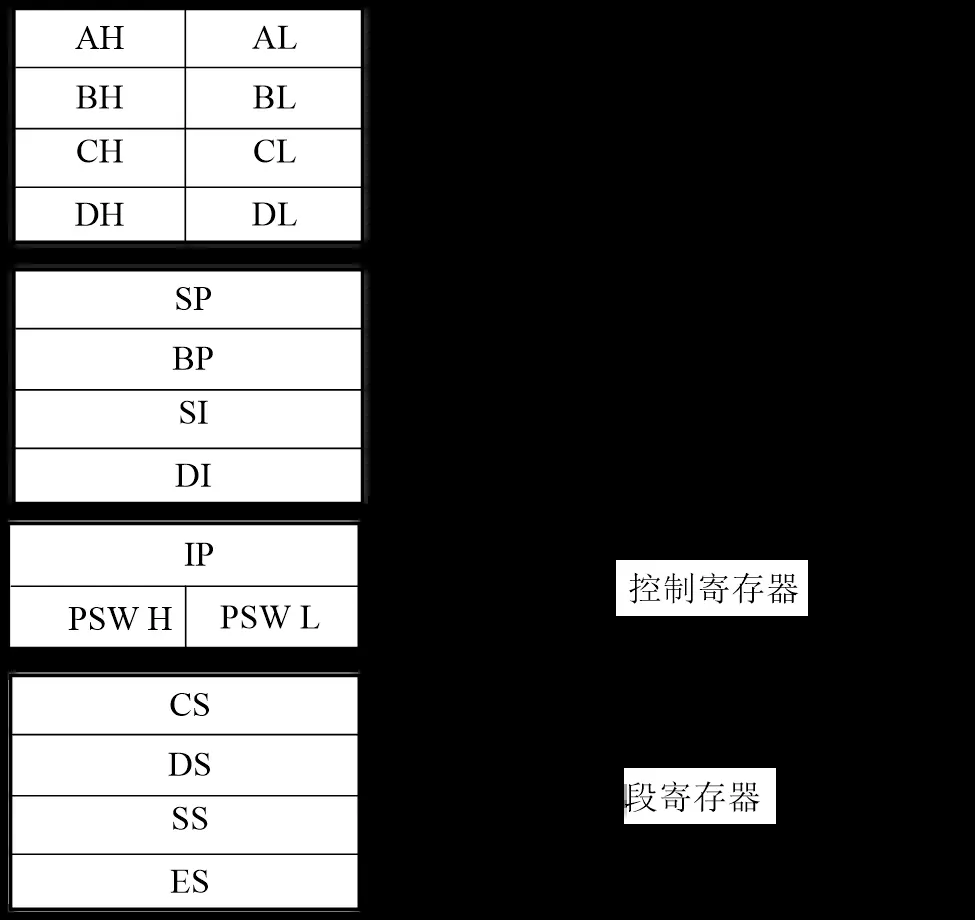 AH AL
BH BL
CH CL
DH DL
SP
BP
SI
DI
IP
控制寄存器
PSW H PSW L
CS
DS
段寄存器
SS
ES